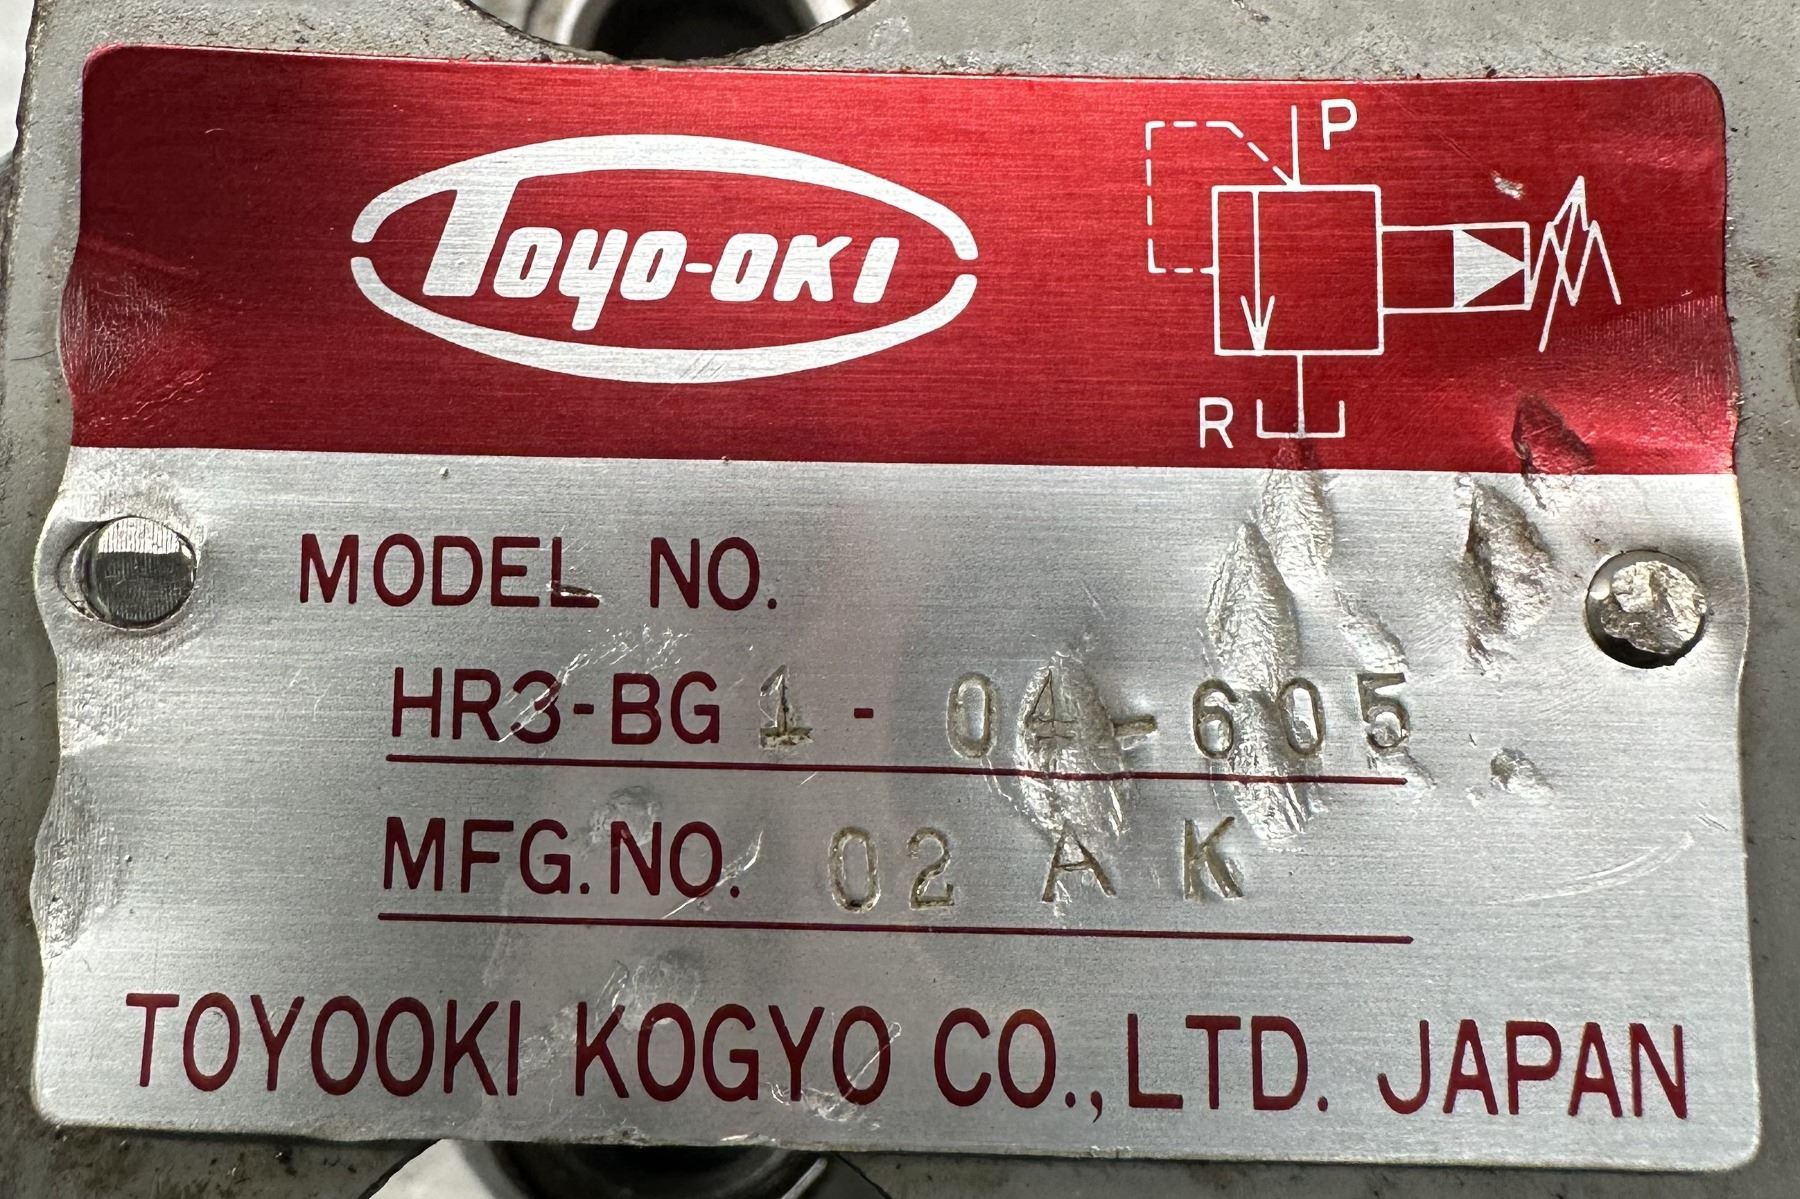 TOYO-OKI
P
R
MODEL NO.
HR3-BG 1 - 04-605
MFG.NO. 02 A K
TOYOOKI KOGYO CO.,LTD. JAPAN